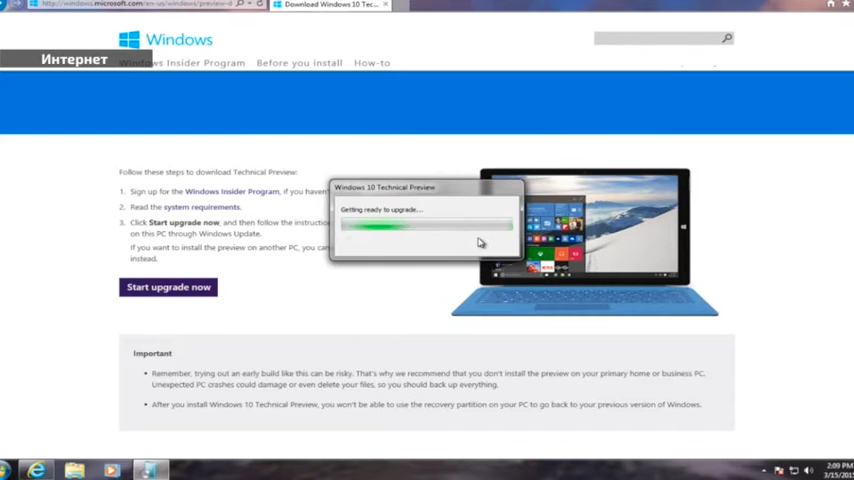 http://windows.microsoft.com/en-us/windows/preview-d
Download Windows 10 Tec...
Windows
Интернет
Windows Insider Program Before you install How-to
Follow these steps to download Technical Preview:
1. Sign up for the Windows Insider Program, if you haven'
2. Read the system requirements.
3. Click Start upgrade now, and then follow the instructio
on this PC through Windows Update.
If you want to install the preview on another PC, you can
instead.
Start upgrade now
Windows 10 Technical Preview
Getting ready to upgrade...
Important
• Remember, trying out an early build like this can be risky. That's why we recommend that you don't install the preview on your primary home or business PC.
Unexpected PC crashes could damage or even delete your files, so you should back up everything.
• After you install Windows 10 Technical Preview, you won't be able to use the recovery partition on your PC to go back to your previous version of Windows.
2:09 PM
3/15/201